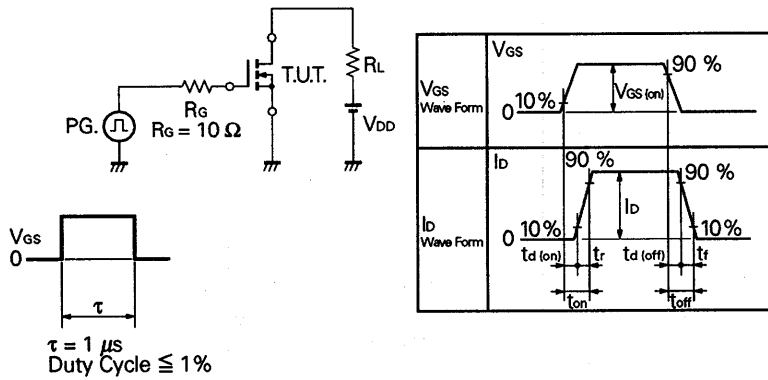 T.U.T.
RL
RG
RG = 10 Ω
PG.
VDD
VGS
0
τ
τ = 1 μs
Duty Cycle ≦ 1%
VGS
Wave Form
VGS
90 %
VGS (on)
10%
0
ID
Wave Form
ID
90 %
90 %
ID
10%
10%
0
td (on)
tr
td (off)
tf
ton
toff